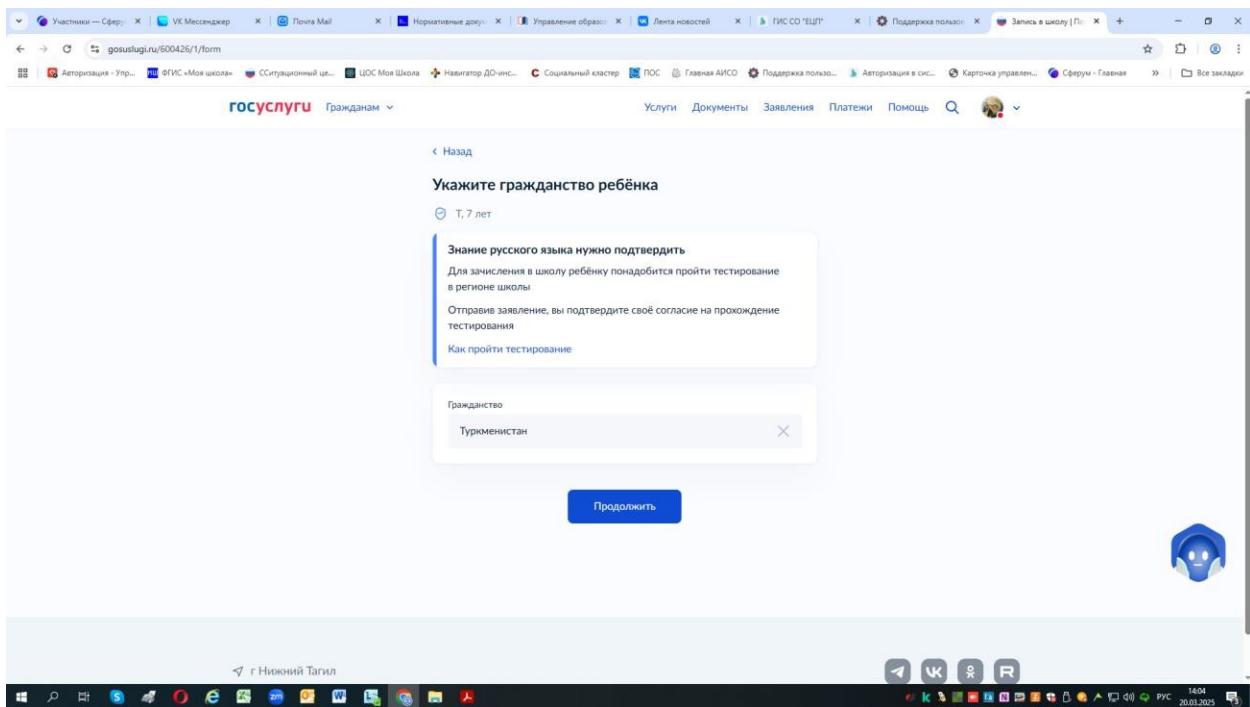 Участники — Сферу
VK Мессенджер
Почта Mail
Нормативные докум
Управление образо
Лента новостей
ГИС СО "ЕЦП"
Поддержка пользо
Запись в школу | По
gosuslugi.ru/600426/1/form
Авторизация - Упр...
ФГИС «Моя школа»
ССитуационный це...
ЦОС Моя Школа
Навигатор ДО-инс...
Социальный кластер
ПОС
Главная АИСО
Поддержка пользо...
Авторизация в сис...
Карточка управлен...
Сферум - Главная
Все закладки
госуслуги Гражданам
Услуги Документы Заявления Платежи Помощь
Назад
Укажите гражданство ребёнка
Т, 7 лет
Знание русского языка нужно подтвердить
Для зачисления в школу ребёнку понадобится пройти тестирование
в регионе школы
Отправив заявление, вы подтвердите своё согласие на прохождение
тестирования
Как пройти тестирование
Гражданство
Туркменистан
Продолжить
г Нижний Тагил
РУС
14:04
20.03.2025